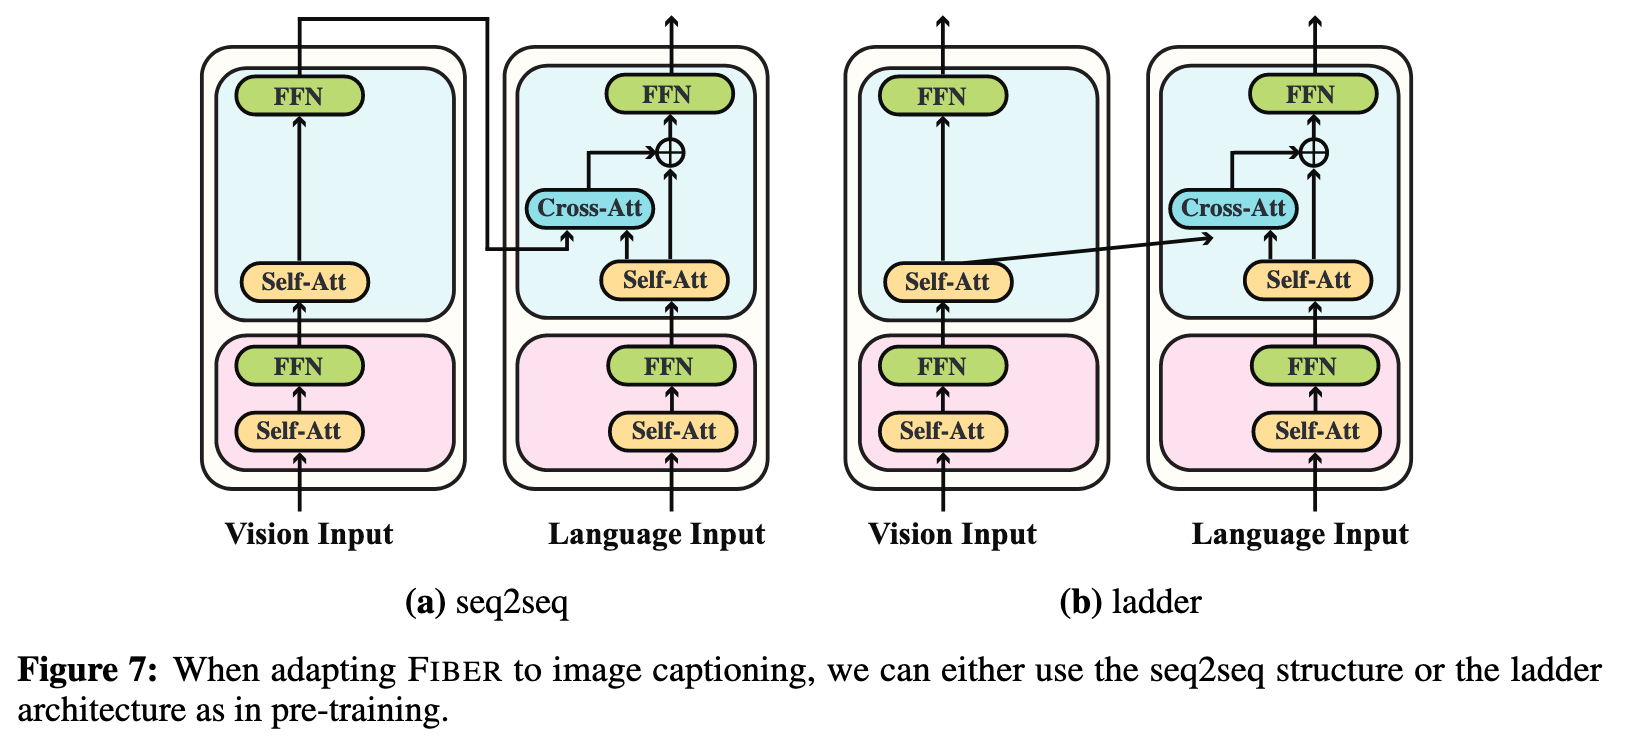 FFN
Self-Att
FFN
Self-Att
Vision Input
FFN
Cross-Att
Self-Att
FFN
Self-Att
Language Input
(a) seq2seq
FFN
Self-Att
FFN
Self-Att
Vision Input
FFN
Cross-Att
Self-Att
FFN
Self-Att
Language Input
(b) ladder
Figure 7: When adapting FIBER to image captioning, we can either use the seq2seq structure or the ladder
architecture as in pre-training.